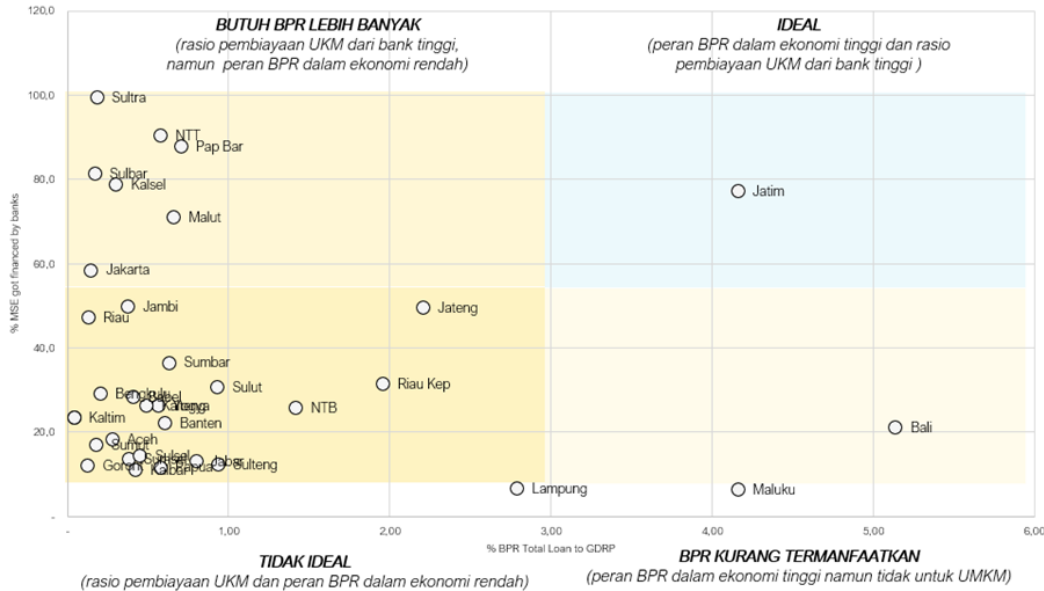 120,0
BUTUH BPR LEBIH BANYAK
(rasio pembiayaan UKM dari bank tinggi,
namun peran BPR dalam ekonomi rendah)
IDEAL
(peran BPR dalam ekonomi tinggi dan rasio
pembiayaan UKM dari bank tinggi )
100,0
Sultra
NTT
Pap Bar
Sulbar
Kalsel
80,0
Jatim
Malut
% MSE got financed by banks
60,0
Jakarta
Jambi
Riau
Jateng
40,0
Sumbar
Sulut
Riau Kep
Bengkulu
Babel
NTB
Kaltim
Banten
20,0
Bali
Aceh
Sumut
Sulsel
Sumsel
Jabar
Sulteng
Goront
Kalbar
Papua
Lampung
Maluku
-
- 1,00 2,00 3,00 4,00 5,00 6,00
% BPR Total Loan to GDRP
TIDAK IDEAL
(rasio pembiayaan UKM dan peran BPR dalam ekonomi rendah)
BPR KURANG TERMANFAATKAN
(peran BPR dalam ekonomi tinggi namun tidak untuk UMKM)